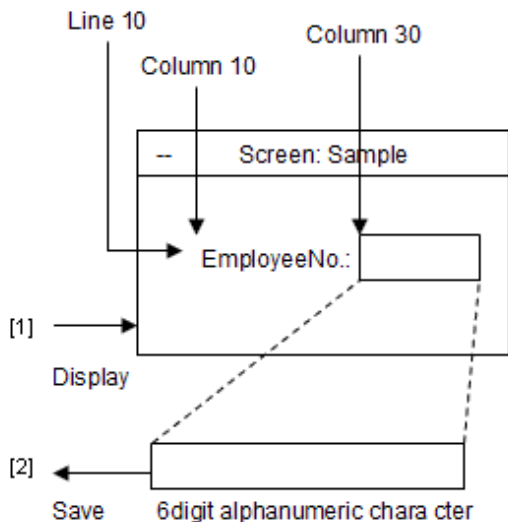 Line 10
Column 30
Column 10
-- Screen: Sample
EmployeeNo.:
[1]
Display
[2]
Save 6digit alphanumeric chara cter